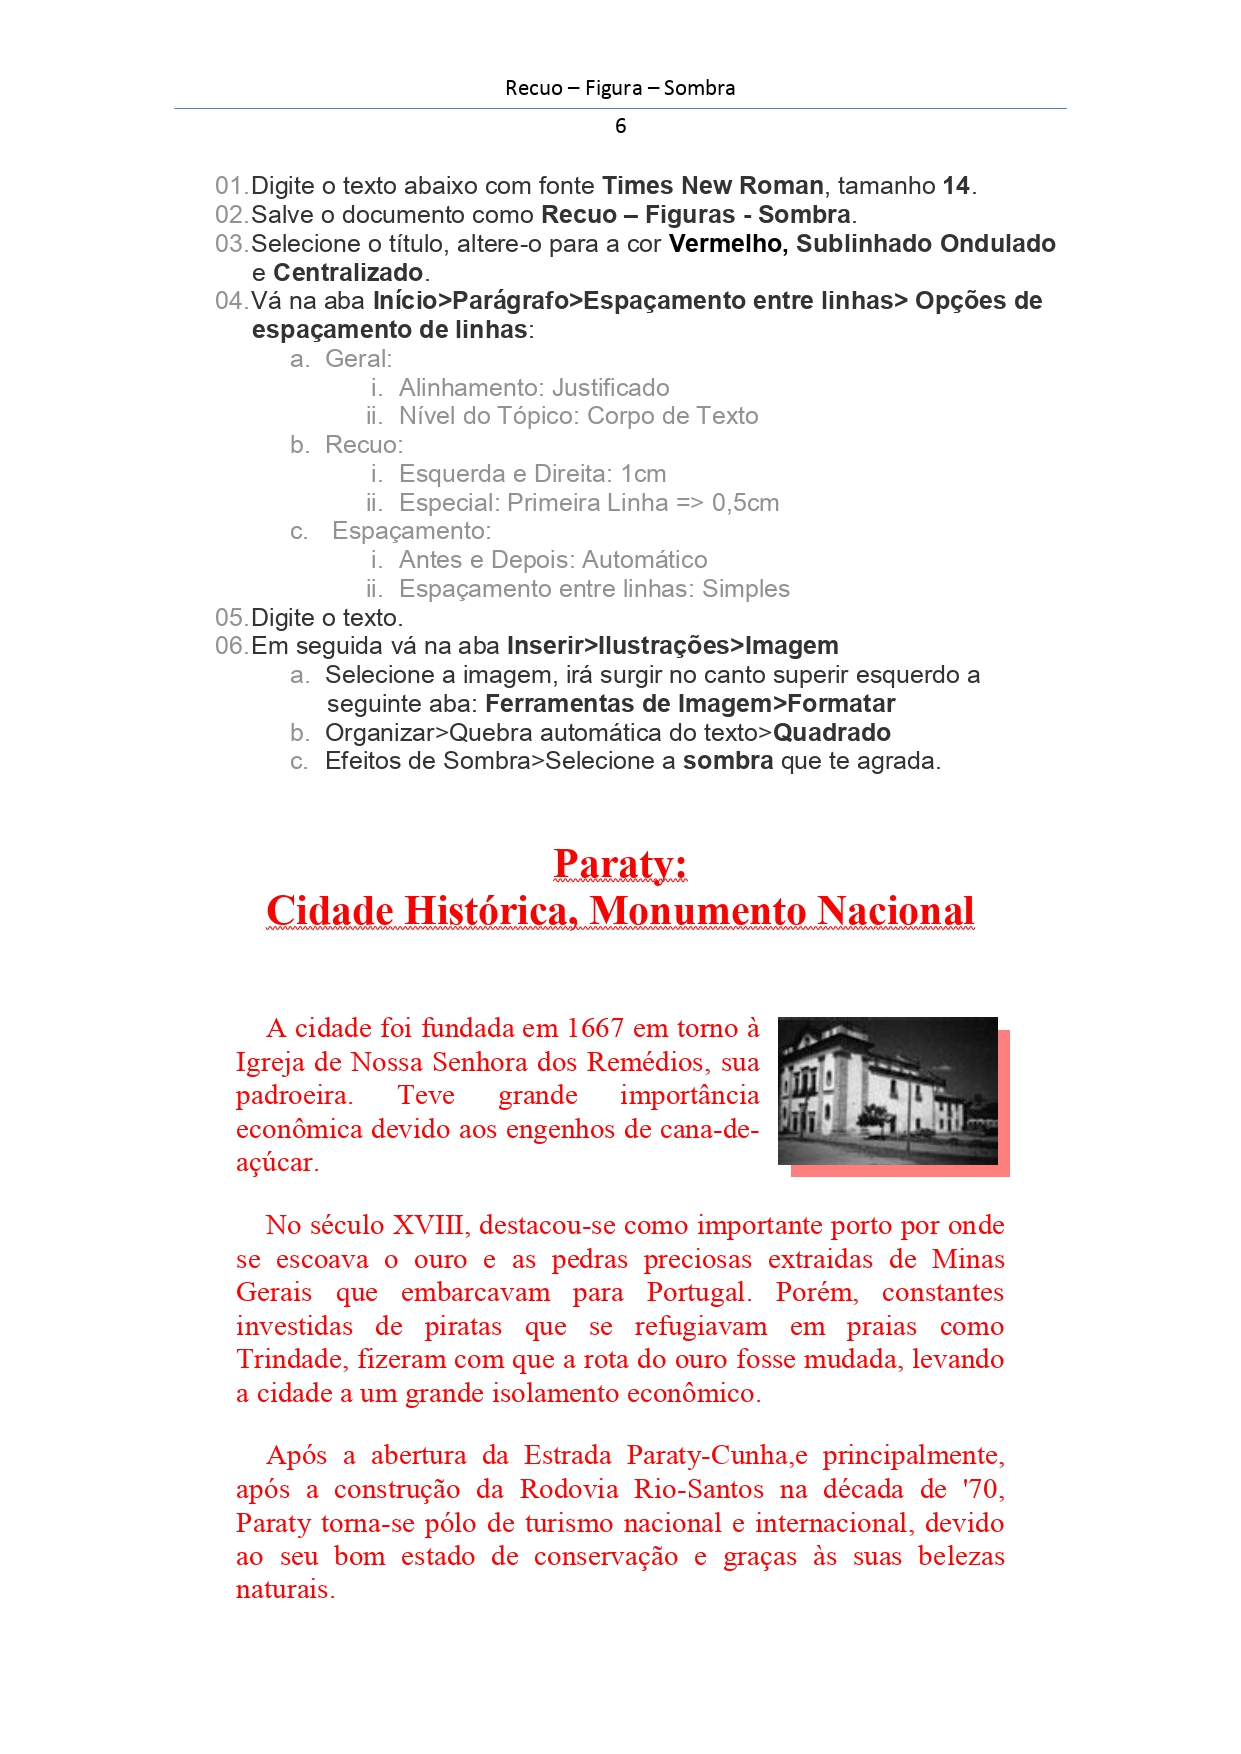 Recuo – Figura – Sombra
6
01.Digite o texto abaixo com fonte Times New Roman, tamanho 14.
02.Salve o documento como Recuo – Figuras - Sombra.
03.Selecione o título, altere-o para a cor Vermelho, Sublinhado Ondulado
e Centralizado.
04.Vá na aba Início>Parágrafo>Espaçamento entre linhas> Opções de
espaçamento de linhas:
a. Geral:
i. Alinhamento: Justificado
ii. Nível do Tópico: Corpo de Texto
b. Recuo:
i. Esquerda e Direita: 1cm
ii. Especial: Primeira Linha => 0,5cm
c. Espaçamento:
i. Antes e Depois: Automático
ii. Espaçamento entre linhas: Simples
05.Digite o texto.
06.Em seguida vá na aba Inserir>Ilustrações>Imagem
a. Selecione a imagem, irá surgir no canto superir esquerdo a
seguinte aba: Ferramentas de Imagem>Formatar
b. Organizar>Quebra automática do texto>Quadrado
c. Efeitos de Sombra>Selecione a sombra que te agrada.
Paraty:
Cidade Histórica, Monumento Nacional
A cidade foi fundada em 1667 em torno à
Igreja de Nossa Senhora dos Remédios, sua
padroeira. Teve grande importância
econômica devido aos engenhos de cana-de-
açúcar.
No século XVIII, destacou-se como importante porto por onde
se escoava o ouro e as pedras preciosas extraidas de Minas
Gerais que embarcavam para Portugal. Porém, constantes
investidas de piratas que se refugiavam em praias como
Trindade, fizeram com que a rota do ouro fosse mudada, levando
a cidade a um grande isolamento econômico.
Após a abertura da Estrada Paraty-Cunha,e principalmente,
após a construção da Rodovia Rio-Santos na década de '70,
Paraty torna-se pólo de turismo nacional e internacional, devido
ao seu bom estado de conservação e graças às suas belezas
naturais.